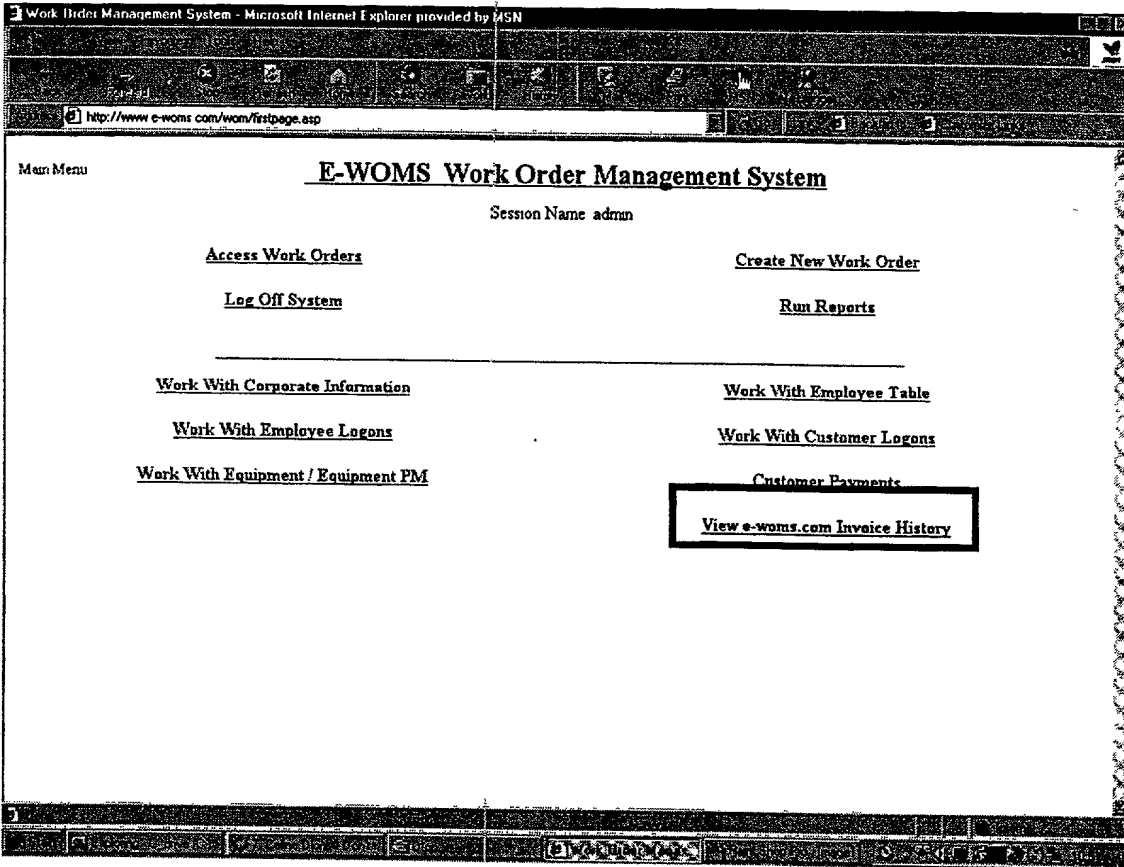 Work Order Management System - Microsoft Internet Explorer provided by MSN
http://www e-woms com/wom/firstpage.asp
Main Menu
E-WOMS Work Order Management System
Session Name admin
Access Work Orders
Create New Work Order
Log Off System
Run Reports
Work With Corporate Information
Work With Employee Table
Work With Employee Logons
Work With Customer Logons
Work With Equipment / Equipment PM
Customer Payments
View e-woms.com Invoice History